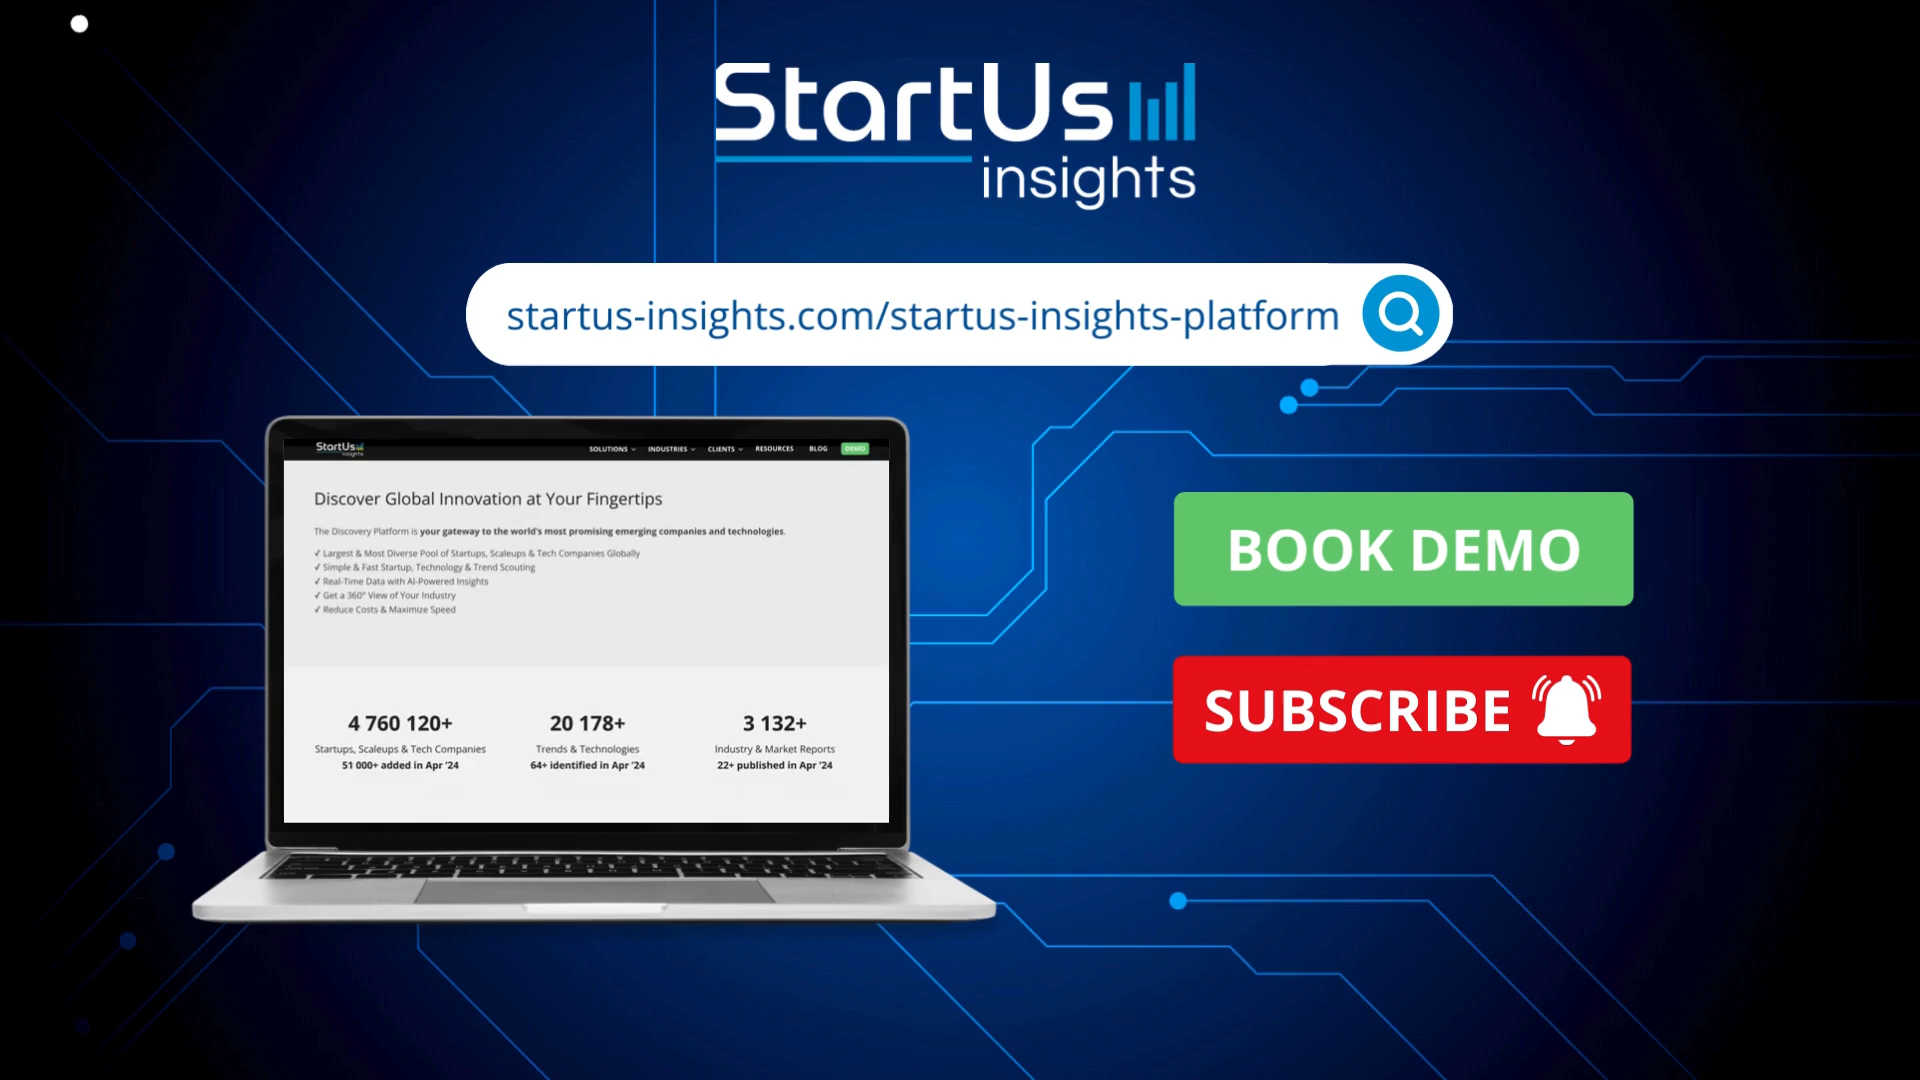 StartUs
insights
startus-insights.com/startus-insights-platform
StartUs
insights
SOLUTIONS INDUSTRIES CLIENTS RESOURCES BLOG DEMO
Discover Global Innovation at Your Fingertips
The Discovery Platform is your gateway to the world's most promising emerging companies and technologies.
✓ Largest & Most Diverse Pool of Startups, Scaleups & Tech Companies Globally
✓ Simple & Fast Startup, Technology & Trend Scouting
✓ Real-Time Data with AI-Powered Insights
✓ Get a 360° View of Your Industry
✓ Reduce Costs & Maximize Speed
4 760 120+
Startups, Scaleups & Tech Companies
51 000+ added in Apr '24
20 178+
Trends & Technologies
64+ identified in Apr '24
3 132+
Industry & Market Reports
22+ published in Apr '24
BOOK DEMO
SUBSCRIBE